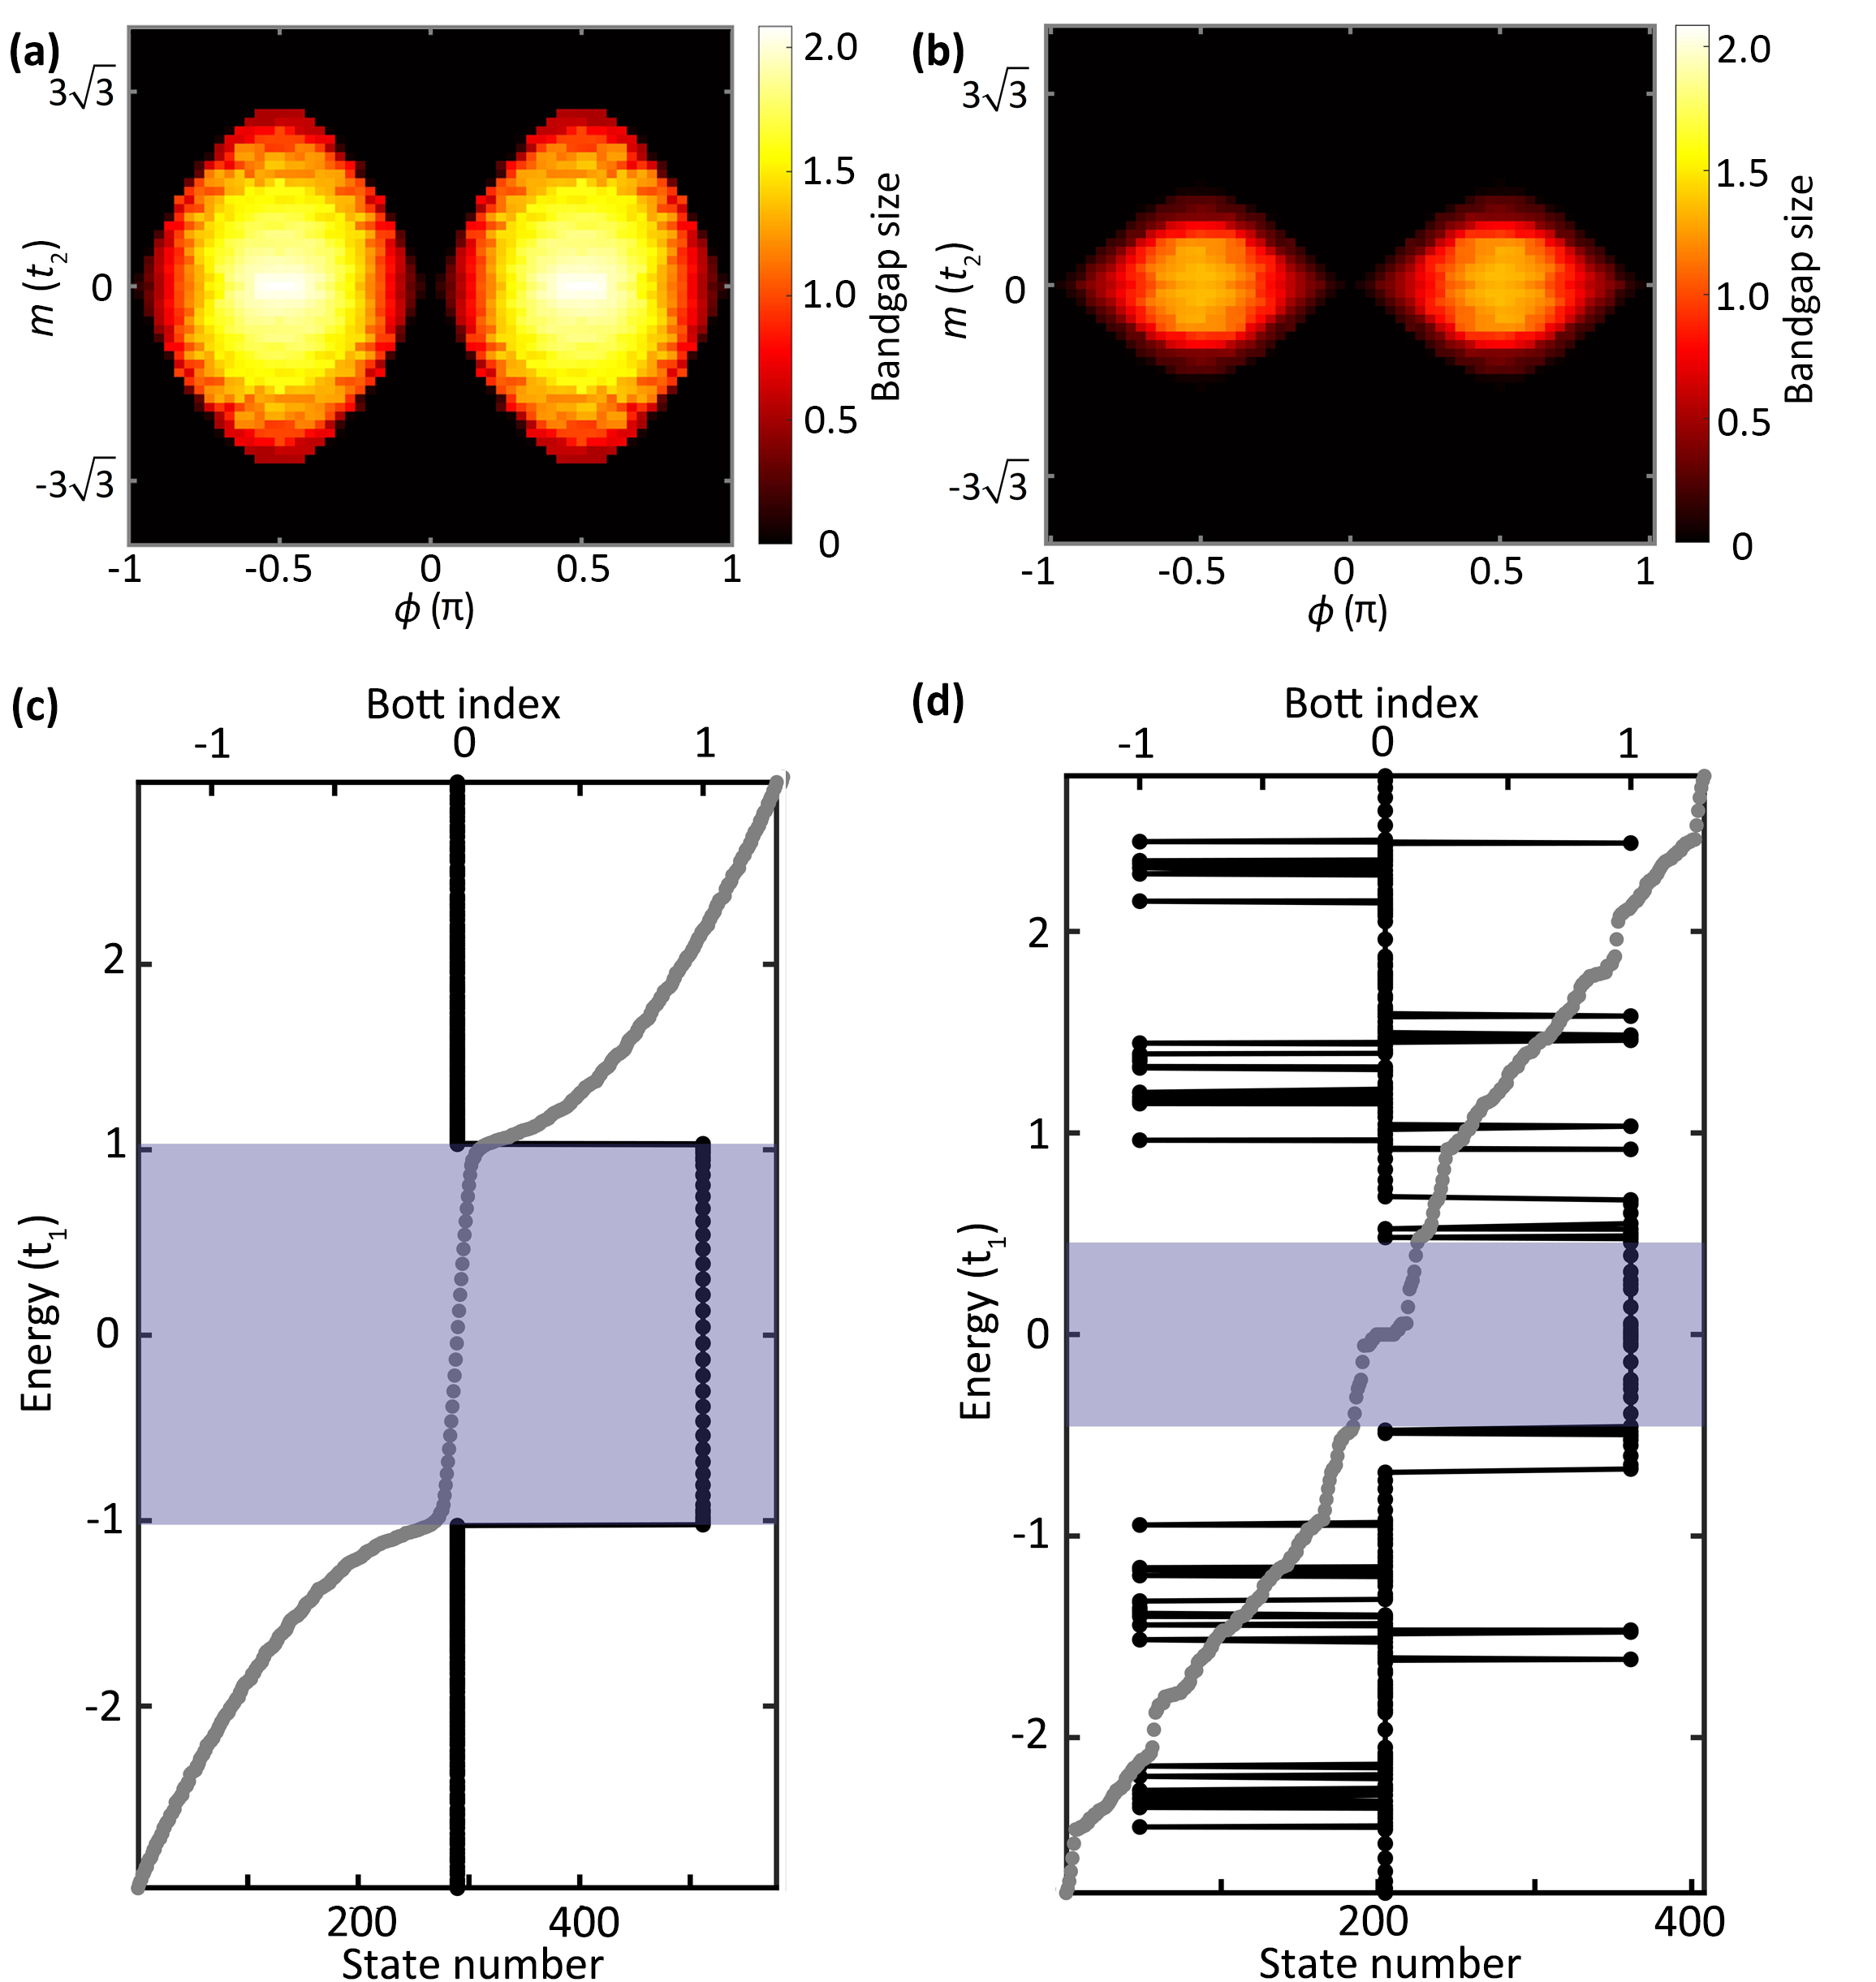 (a)
3√3
0
-3√3
m (t2)
-1 -0.5 0 0.5 1
ϕ (π)
2.0
1.5
1.0
0.5
0
Bandgap size
(b)
3√3
0
-3√3
m (t2)
-1 -0.5 0 0.5 1
ϕ (π)
2.0
1.5
1.0
0.5
0
Bandgap size
(c)
Bott index
-1 0 1
2
1
0
-1
-2
Energy (t1)
200 400
State number
(d)
Bott index
-1 0 1
2
1
0
-1
-2
Energy (t1)
200 400
State number